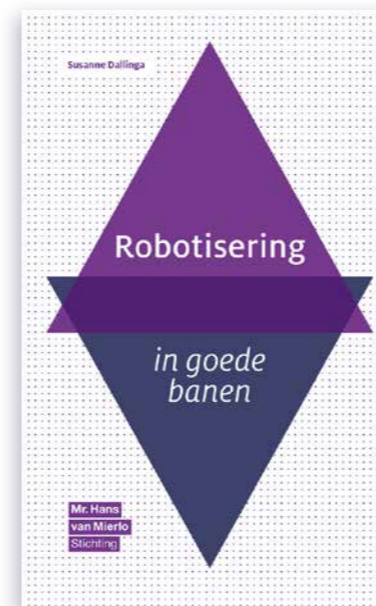 Susanne Dallinga
Robotisering
in goede
banen
Mr. Hans
van Mierlo
Stichting